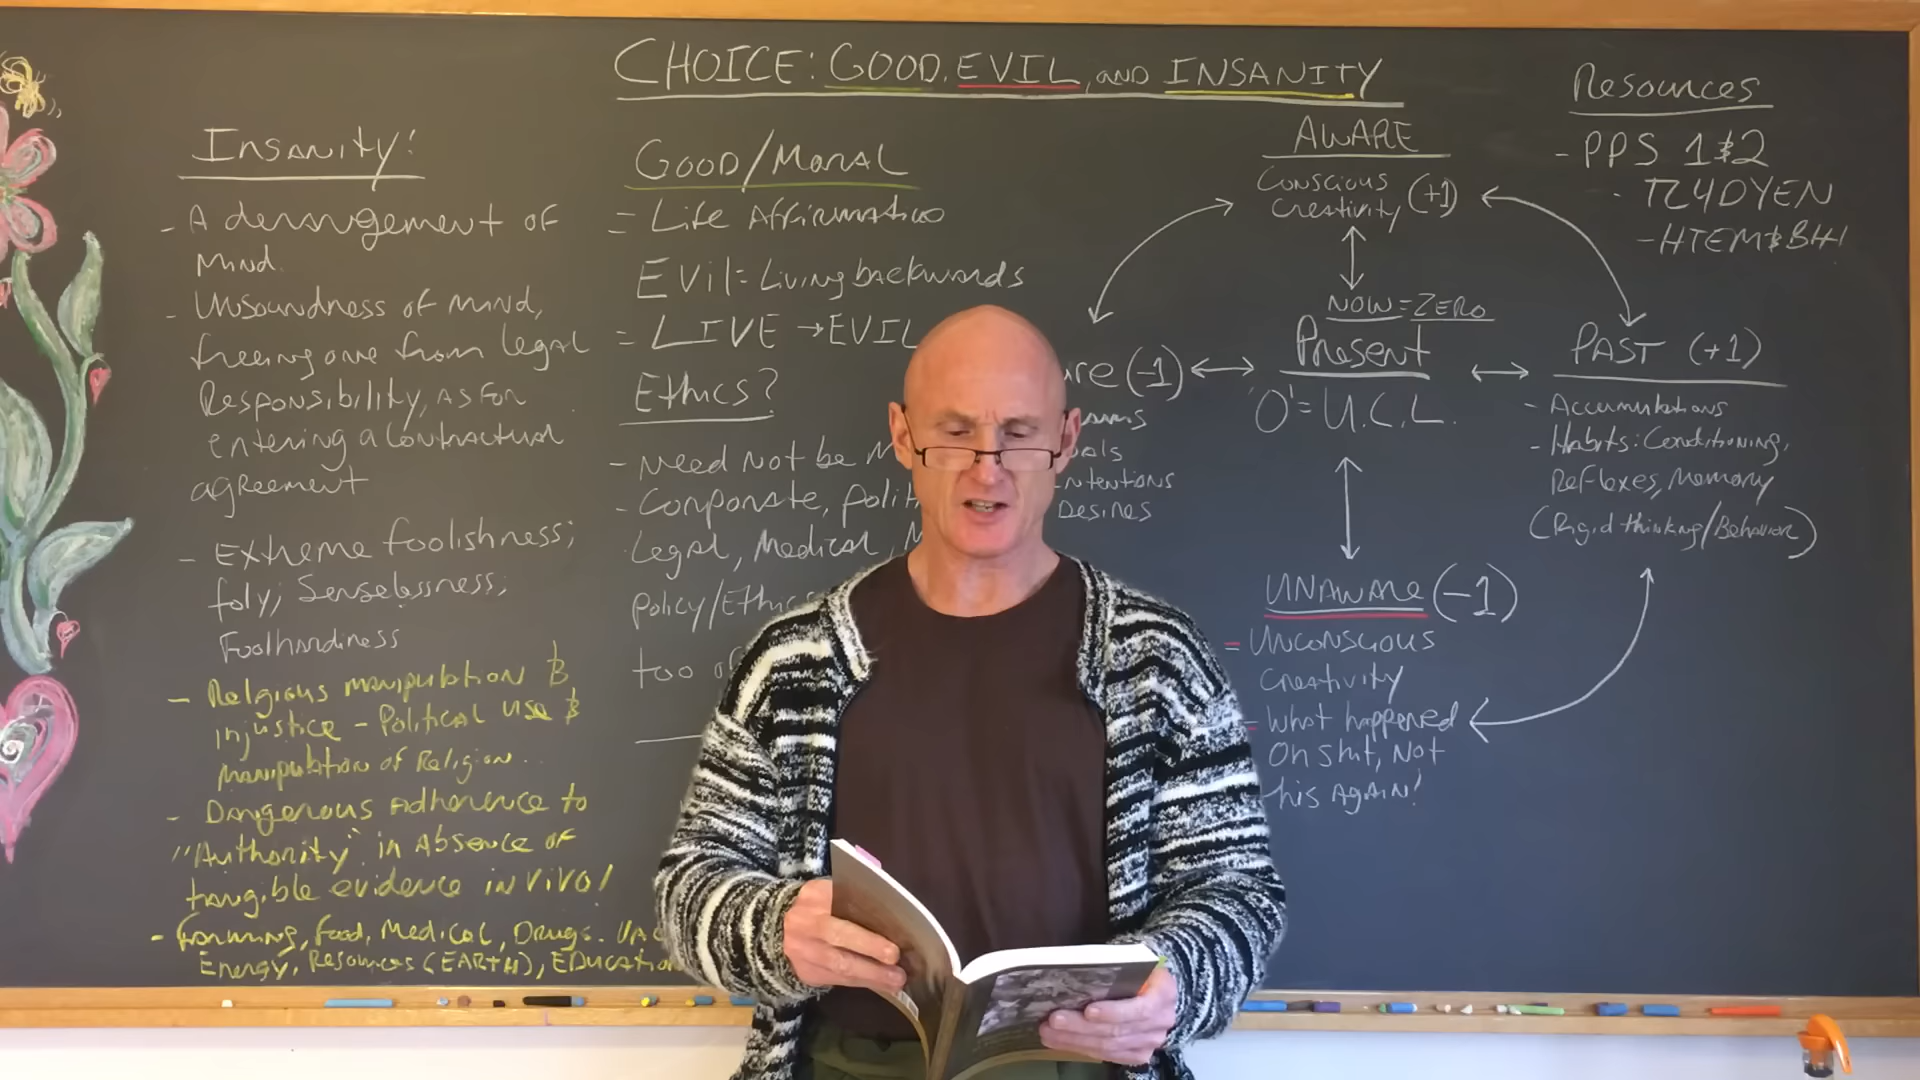 CHOICE: GOOD, EVIL, AND INSANITY
INSANITY!
- A derangement of
Mind.
- Unsoundness of mind,
freeing one from legal
Responsibility, as for
entering a contractual
agreement
- Extreme foolishness;
foly; Senselessness;
Foolhardiness
- Religious manipulation &
injustice - Political use &
manipulation of Religion..
- Dangerous Adherence to
"Authority" in Absence of
tangible evidence in vivo!
- Farming, Food, Medical, Drugs.
Energy, Resources (EARTH), Education
GOOD/MORAL
= Life Affirmative
Evil = Living backwards
= LIVE → EVIL
Ethics?
- Need Not be
- Corporate,
Legal, Medical,
Policy/Ethics
too
AWARE
Conscious
Creativity (+1)
NOW = ZERO
Present
'O' = U.C.L.
(-1)
Intentions
Desires
PAST (+1)
- Accumulations
- Habits: Conditioning,
Reflexes, Memory
(Rigid thinking/Behavior)
UNAWARE (-1)
= Unconscious
Creativity
= What happened
Oh shit, Not
this AGAIN!
Resources
- PPS 1&2
- TL4DYEN
- HTEM&BH!